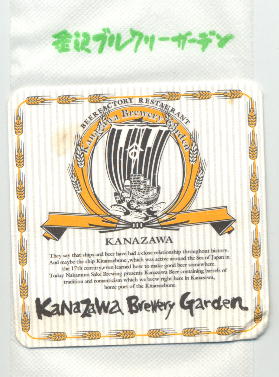 金沢ブルワリーガーデン
BEERFACTORY RESTAURANT
Kanazawa Brewery Garden
KANAZAWA
They say that ships and beer have had a close relationship throughout history.
And maybe the ship Kitamaebune, which was active around the Sea of Japan in
the 17th century, even learned how to make good beer somewhere.
Today Nakamura Sake Brewing presents Kanazawa Beer containing barrels of
tradition and romanticism which we brew right here in Kanazawa,
home port of the Kitamaebune.
Kanazawa Brewery Garden